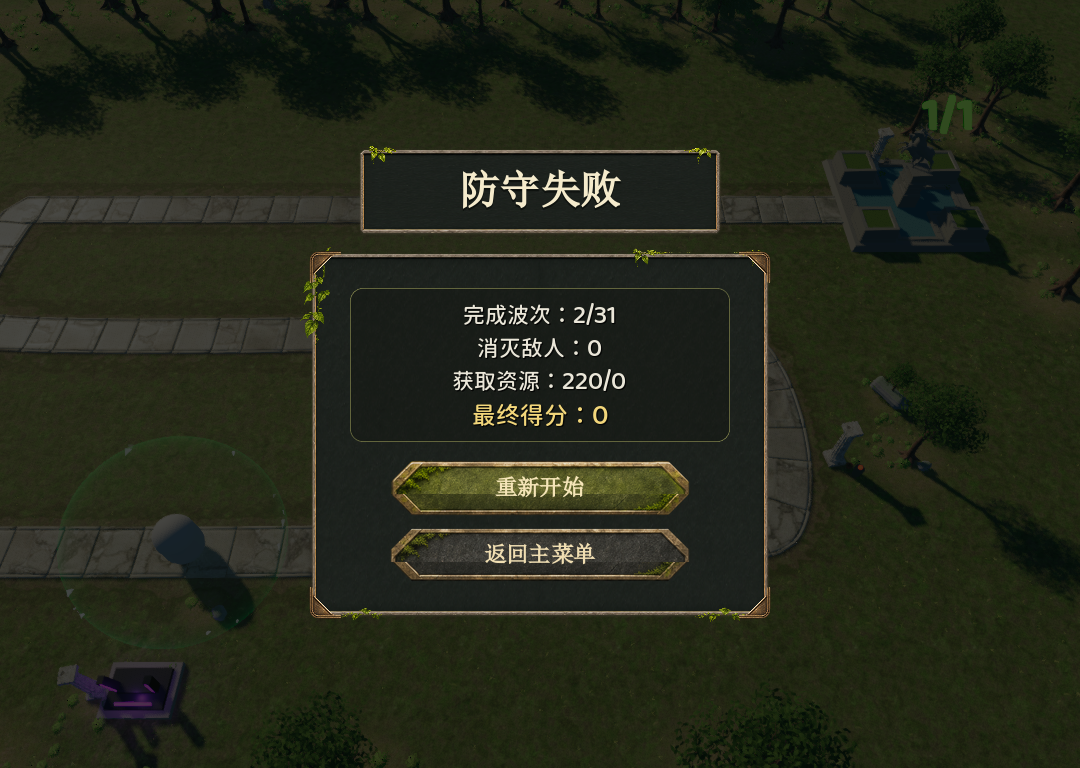 1/1
防守失败
完成波次：2/31
消灭敌人：0
获取资源：220/0
最终得分：0
重新开始
返回主菜单